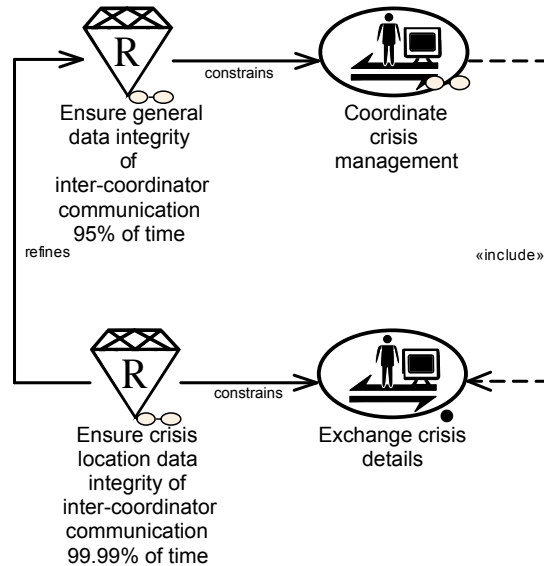 R
constrains
Ensure general
data integrity
of
inter-coordinator
communication
95% of time
Coordinate
crisis
management
refines
«include»
R
constrains
Ensure crisis
location data
integrity of
inter-coordinator
communication
99.99% of time
Exchange crisis
details